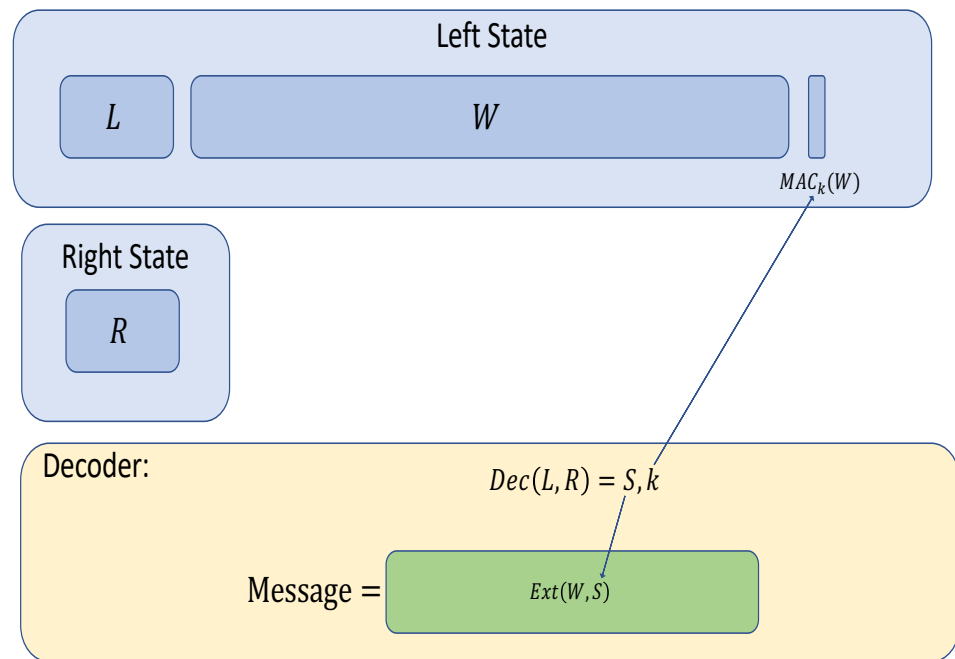 Left State
L W
MAC_k(W)
Right State
R
Decoder:
Dec(L, R) = S, k
Message = Ext(W, S)